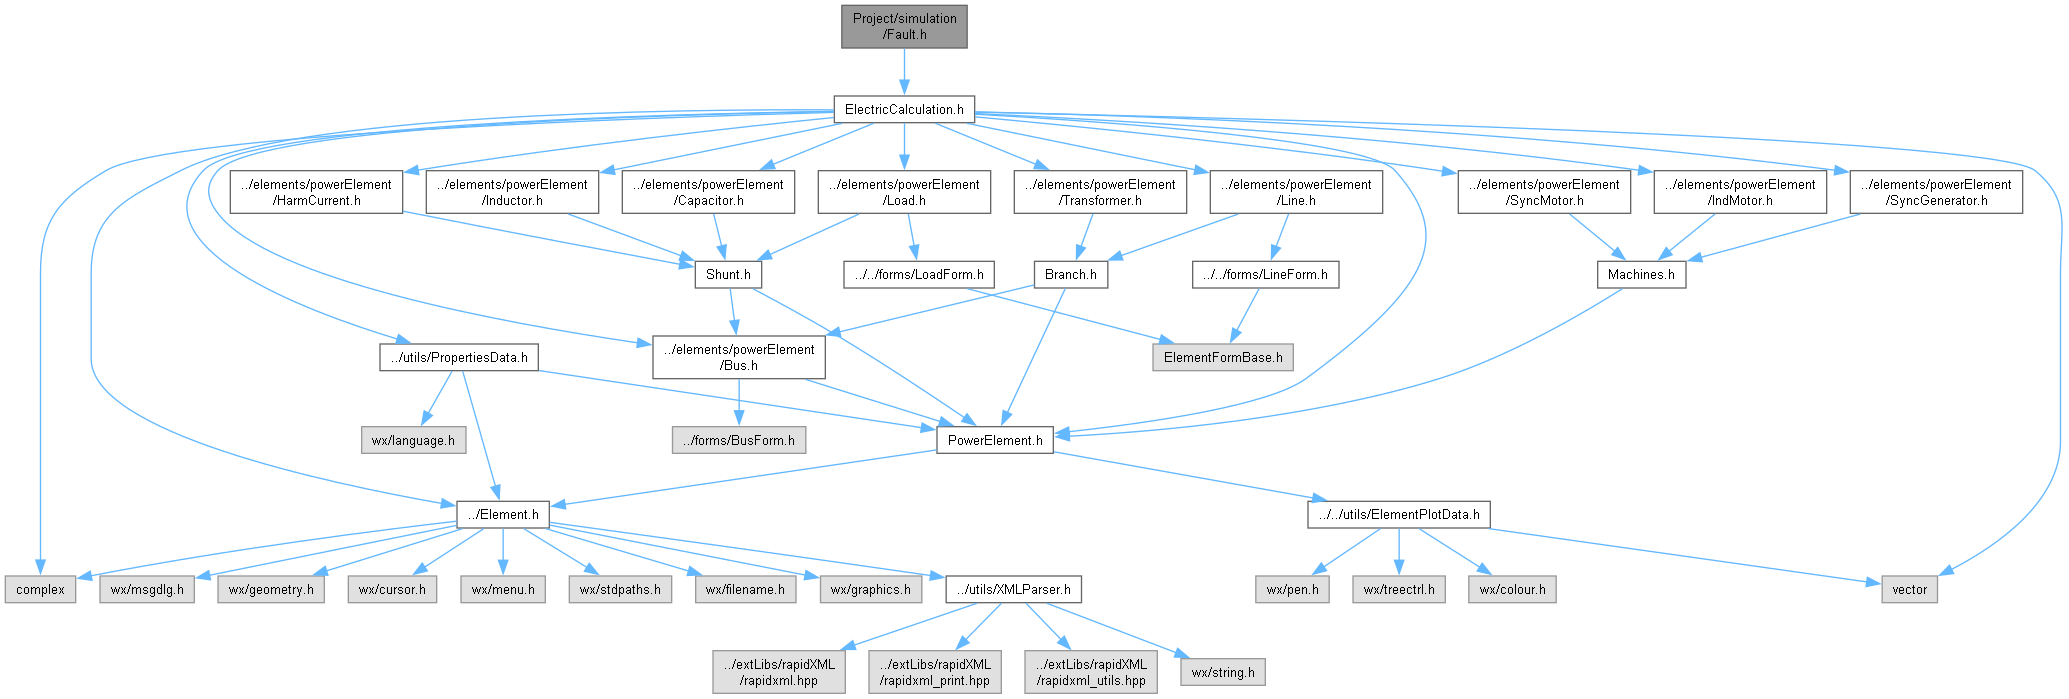 Project/simulation
/Fault.h
ElectricCalculation.h
../elements/powerElement
/HarmCurrent.h
../elements/powerElement
/Inductor.h
../elements/powerElement
/Capacitor.h
../elements/powerElement
/Load.h
../elements/powerElement
/Transformer.h
../elements/powerElement
/Line.h
../elements/powerElement
/SyncMotor.h
../elements/powerElement
/IndMotor.h
../elements/powerElement
/SyncGenerator.h
Shunt.h
../../forms/LoadForm.h
Branch.h
../../forms/LineForm.h
Machines.h
../utils/PropertiesData.h
../elements/powerElement
/Bus.h
ElementFormBase.h
wx/language.h
../forms/BusForm.h
PowerElement.h
../Element.h
../../utils/ElementPlotData.h
complex
wx/msgdlg.h
wx/geometry.h
wx/cursor.h
wx/menu.h
wx/stdpaths.h
wx/filename.h
wx/graphics.h
../utils/XMLParser.h
wx/pen.h
wx/treectrl.h
wx/colour.h
vector
../extLibs/rapidXML
/rapidxml.hpp
../extLibs/rapidXML
/rapidxml_print.hpp
../extLibs/rapidXML
/rapidxml_utils.hpp
wx/string.h